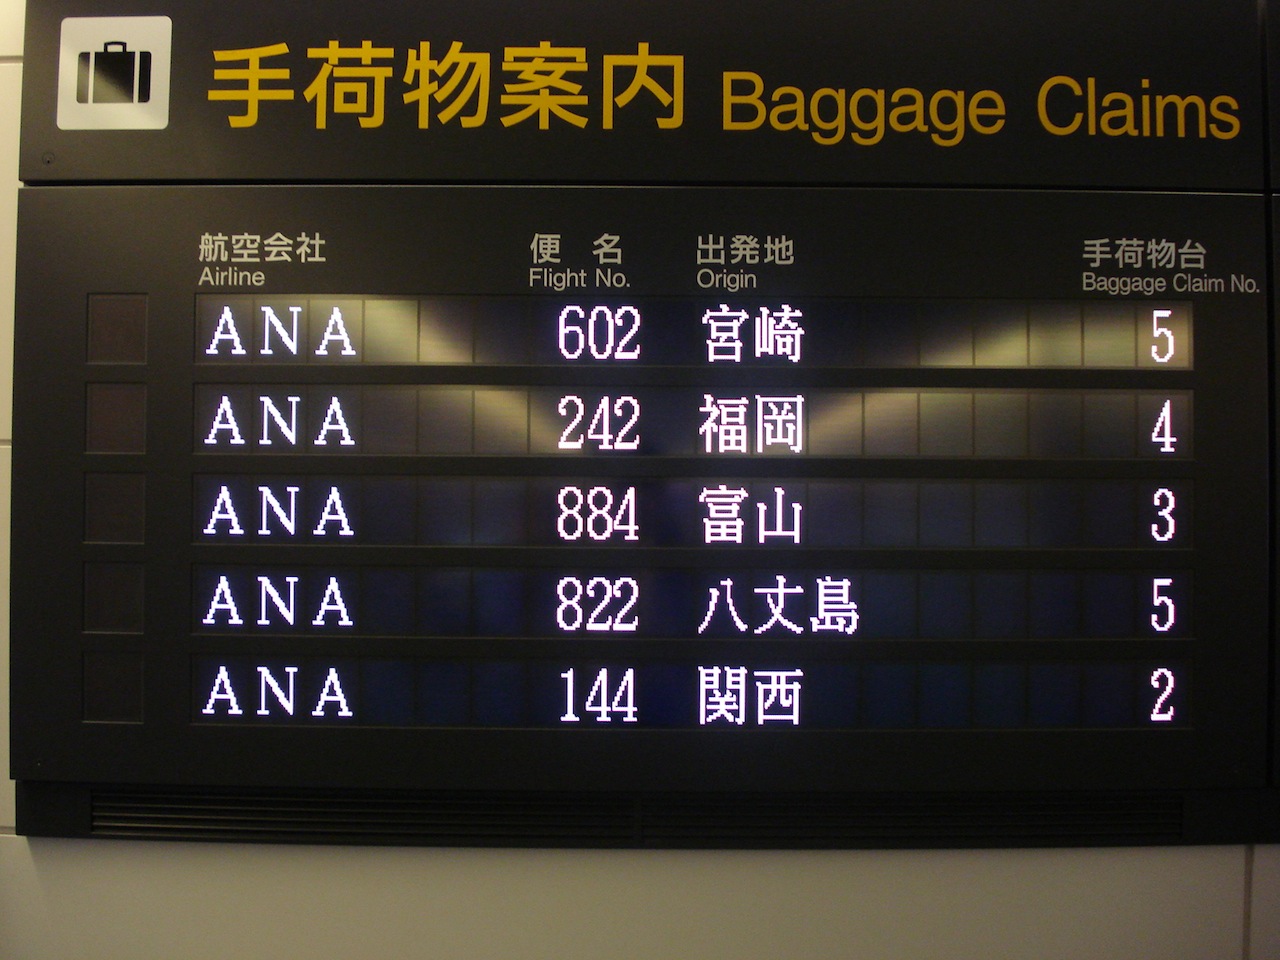 手荷物案内 Baggage Claims
航空会社 便名 出発地 手荷物台
Airline Flight No. Origin Baggage Claim No.
ANA 602 宮崎 5
ANA 242 福岡 4
ANA 884 富山 3
ANA 822 八丈島 5
ANA 144 関西 2